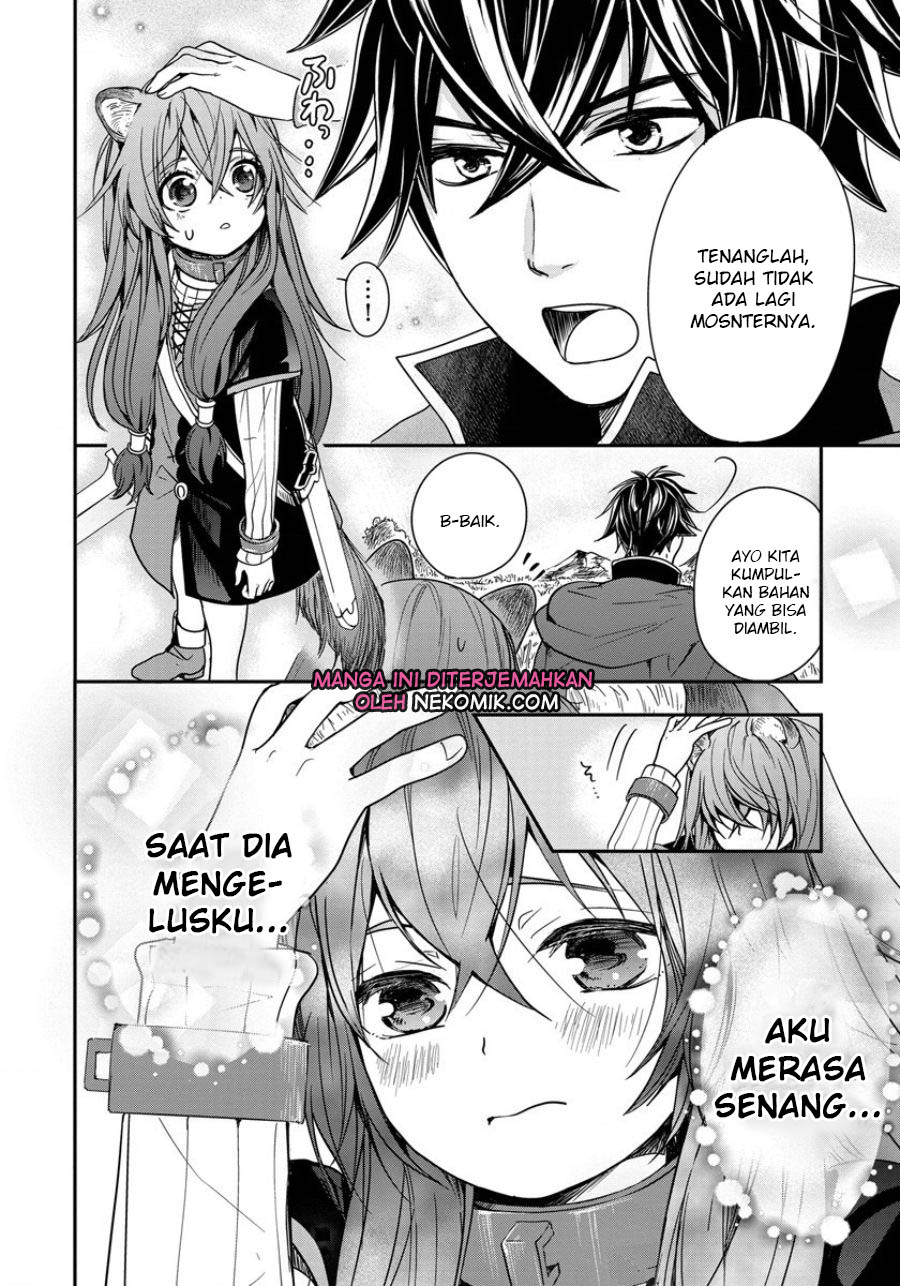 TENANGLAH,
SUDAH TIDAK
ADA LAGI
MOSNTERNYA.
ふわっ…
…!
AYO KITA
KUMPUL-
KAN BAHAN
YANG BISA
DIAMBIL.
B-BAIK.
MANGA INI DITERJEMAHKAN
OLEH NEKOMIK.COM
SAAT DIA
MENGE-
LUSKU...
AKU
MERASA
SENANG...